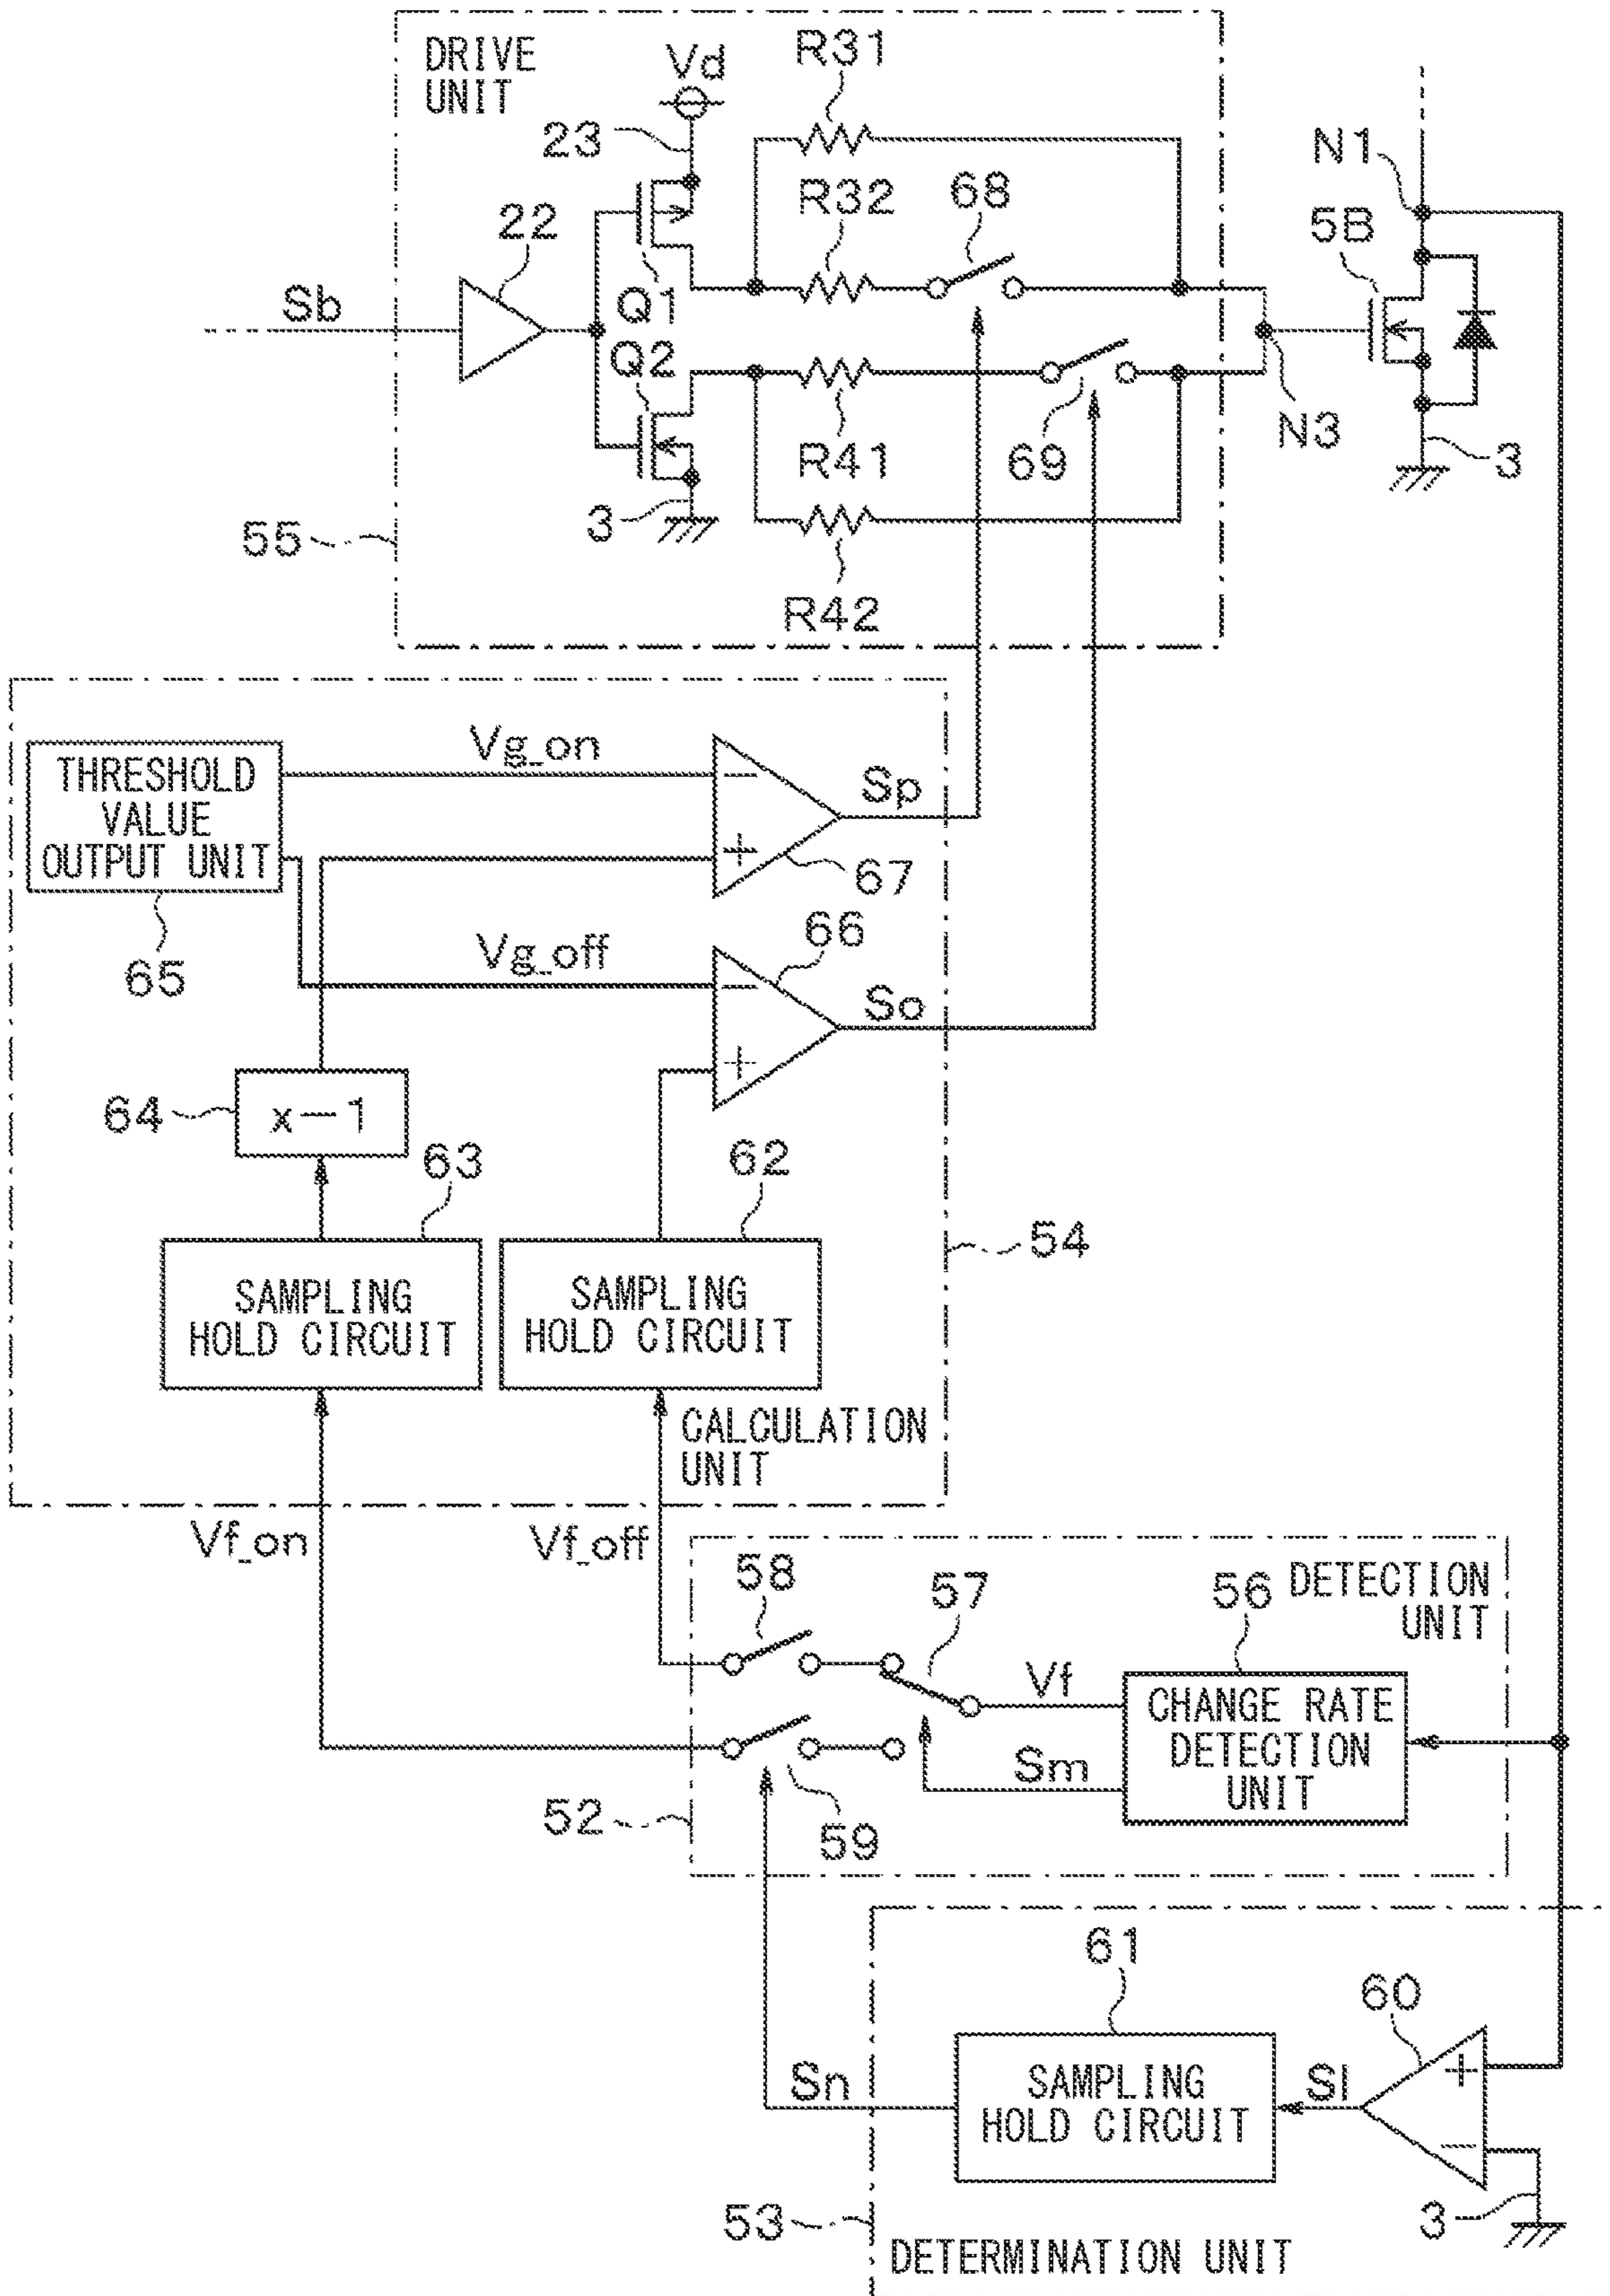 DRIVE
UNIT
Vd
R31
23
N1
R32
68
22
5B
Sb
Q1
Q2
R41
69
N3
3
3
55
R42
Vg_on
THRESHOLD
VALUE
OUTPUT UNIT
−
Sp
+
67
66
65
Vg_off
−
So
+
64
x−1
63
62
54
SAMPLING
HOLD CIRCUIT
SAMPLING
HOLD CIRCUIT
CALCULATION
UNIT
Vf_on
Vf_off
58
57
56
DETECTION
UNIT
Vf
CHANGE RATE
DETECTION
UNIT
Sm
52
59
61
60
+
Sn
SAMPLING
HOLD CIRCUIT
Sl
−
53
3
DETERMINATION UNIT